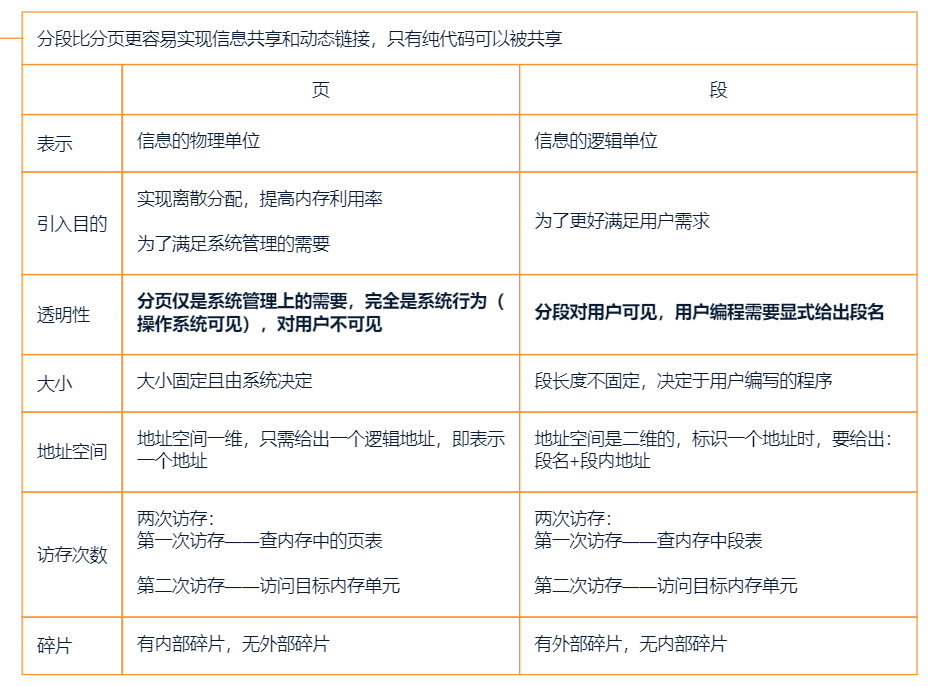 分段比分页更容易实现信息共享和动态链接，只有纯代码可以被共享
页
段
表示
信息的物理单位
信息的逻辑单位
引入目的
实现离散分配，提高内存利用率
为了满足系统管理的需要
为了更好满足用户需求
透明性
分页仅是系统管理上的需要，完全是系统行为（
操作系统可见），对用户不可见
分段对用户可见，用户编程需要显式给出段名
大小
大小固定且由系统决定
段长度不固定，决定于用户编写的程序
地址空间
地址空间一维，只需给出一个逻辑地址，即表示
一个地址
地址空间是二维的，标识一个地址时，要给出：
段名+段内地址
访存次数
两次访存：
第一次访存——查内存中的页表
第二次访存——访问目标内存单元
两次访存：
第一次访存——查内存中段表
第二次访存——访问目标内存单元
碎片
有内部碎片，无外部碎片
有外部碎片，无内部碎片